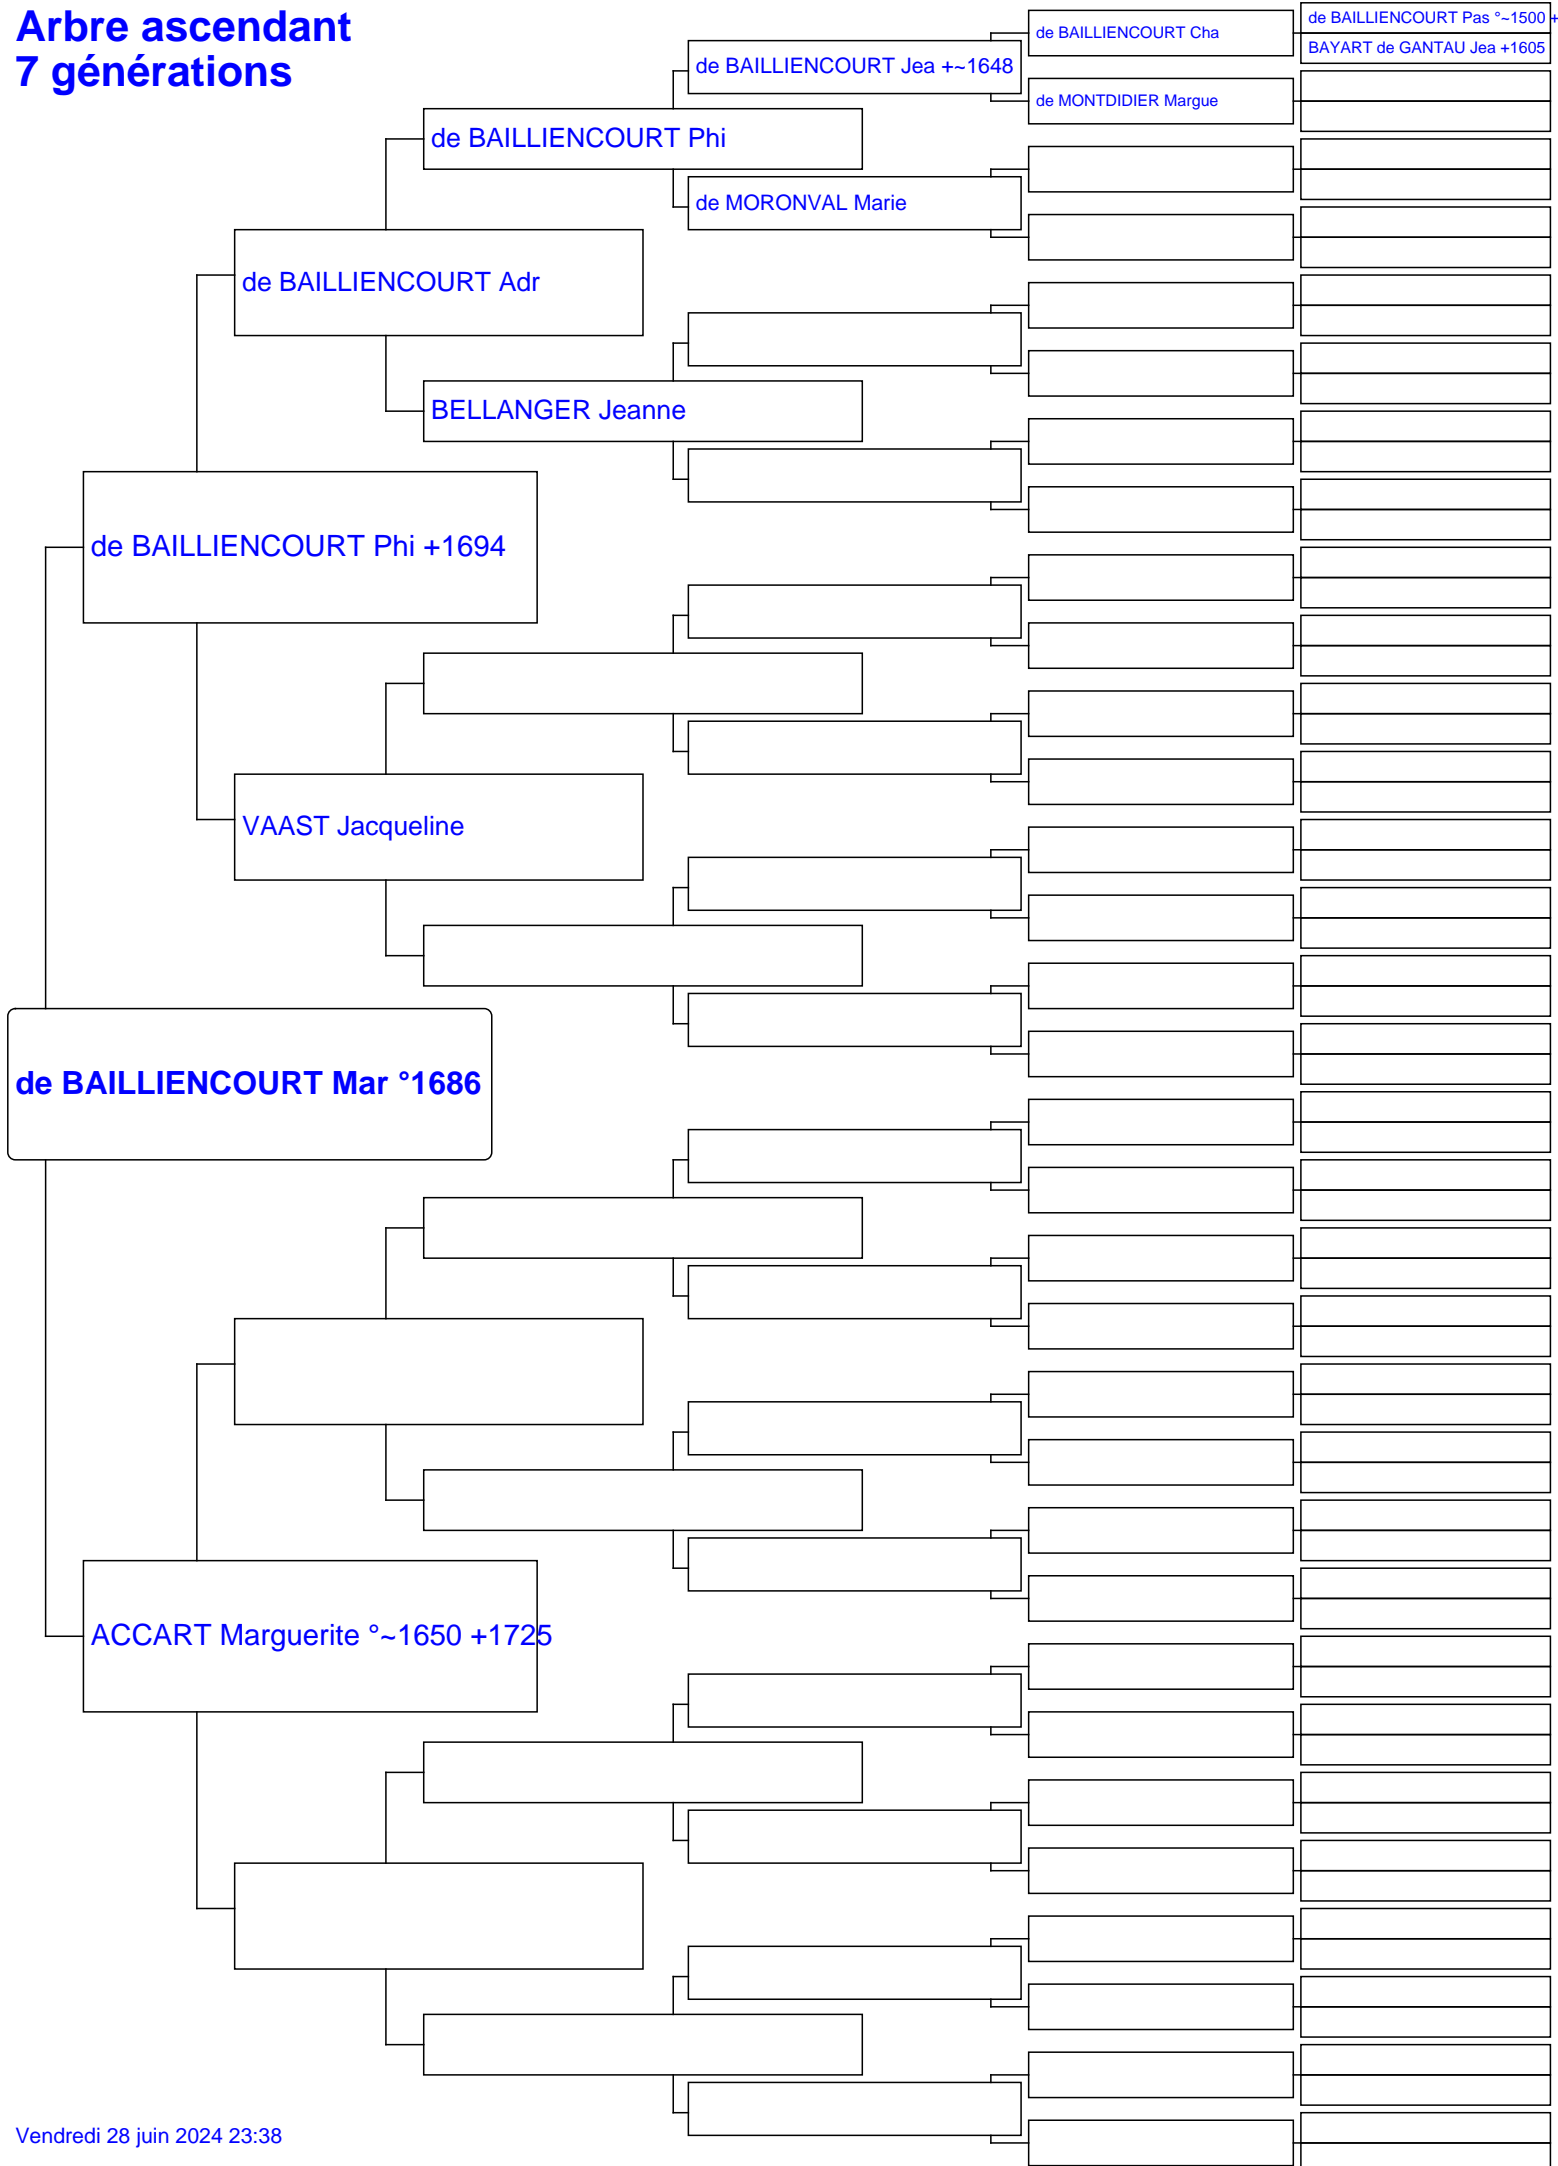 Arbre ascendant
7 générations
de BAILLIENCOURT Pas °~1500 +
de BAILLIENCOURT Cha
BAYART de GANTAU Jea +1605
de BAILLIENCOURT Jea +~1648
de MONTDIDIER Margue
de BAILLIENCOURT Phi
de MORONVAL Marie
de BAILLIENCOURT Adr
BELLANGER Jeanne
de BAILLIENCOURT Phi +1694
VAAST Jacqueline
de BAILLIENCOURT Mar °1686
ACCART Marguerite °~1650 +1725
Vendredi 28 juin 2024 23:38